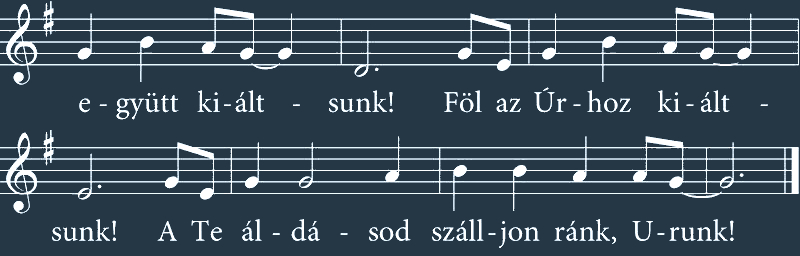 e - gyütt ki - ált - sunk! Föl az Úr - hoz ki - ált -
sunk! A Te ál - dá - sod száll - jon ránk, U - runk!